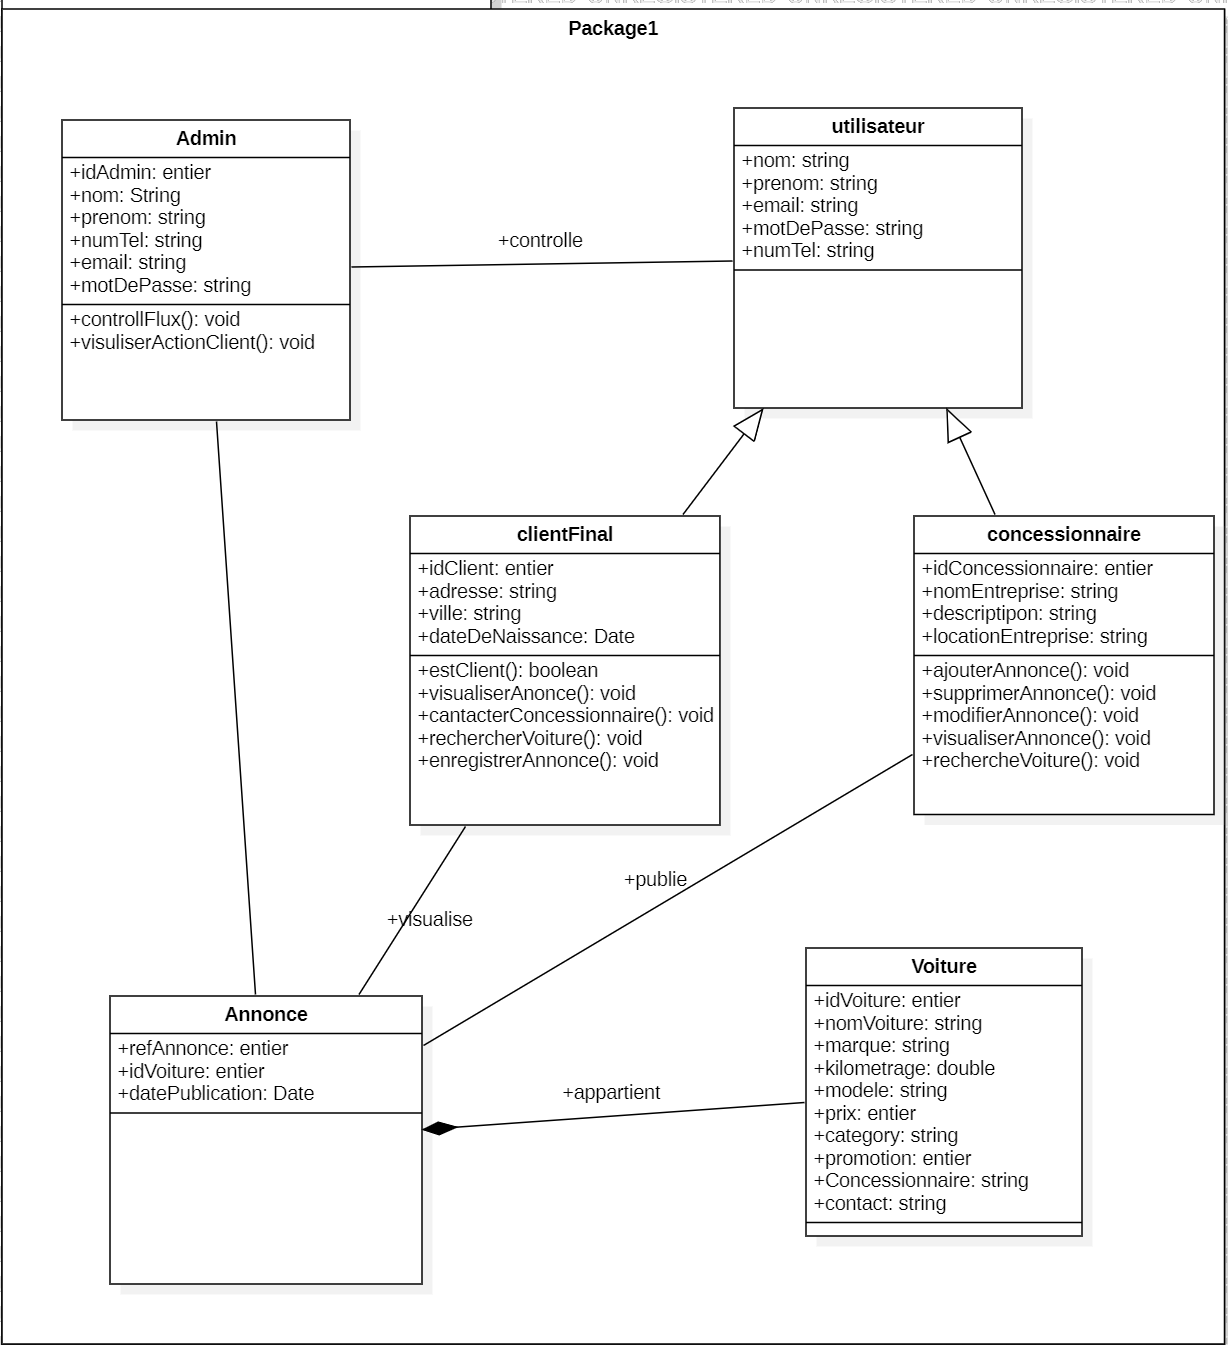 Package1
Admin
+idAdmin: entier
+nom: String
+prenom: string
+numTel: string
+email: string
+motDePasse: string
+controllFlux(): void
+visuliserActionClient(): void
+controlle
utilisateur
+nom: string
+prenom: string
+email: string
+motDePasse: string
+numTel: string
clientFinal
+idClient: entier
+adresse: string
+ville: string
+dateDeNaissance: Date
+estClient(): boolean
+visualiserAnonce(): void
+cantacterConcessionnaire(): void
+rechercherVoiture(): void
+enregistrerAnnonce(): void
concessionnaire
+idConcessionnaire: entier
+nomEntreprise: string
+descriptipon: string
+locationEntreprise: string
+ajouterAnnonce(): void
+supprimerAnnonce(): void
+modifierAnnonce(): void
+visualiserAnnonce(): void
+rechercheVoiture(): void
+publie
+visualise
Annonce
+refAnnonce: entier
+idVoiture: entier
+datePublication: Date
+appartient
Voiture
+idVoiture: entier
+nomVoiture: string
+marque: string
+kilometrage: double
+modele: string
+prix: entier
+category: string
+promotion: entier
+Concessionnaire: string
+contact: string